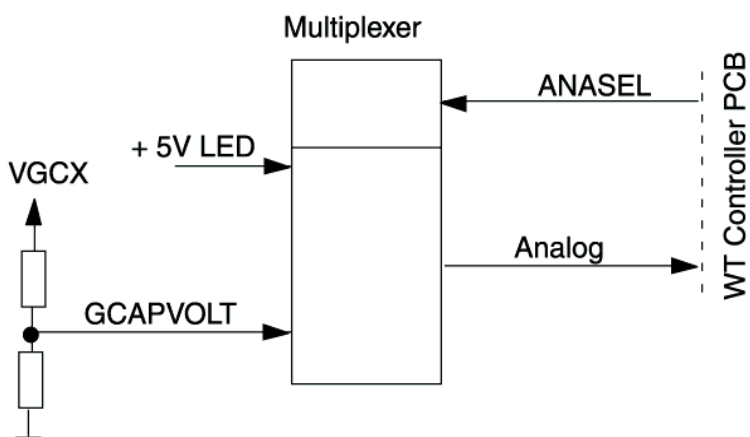 Multiplexer
ANASEL
+ 5V LED
VGCX
Analog
GCAPVOLT
WT Controller PCB